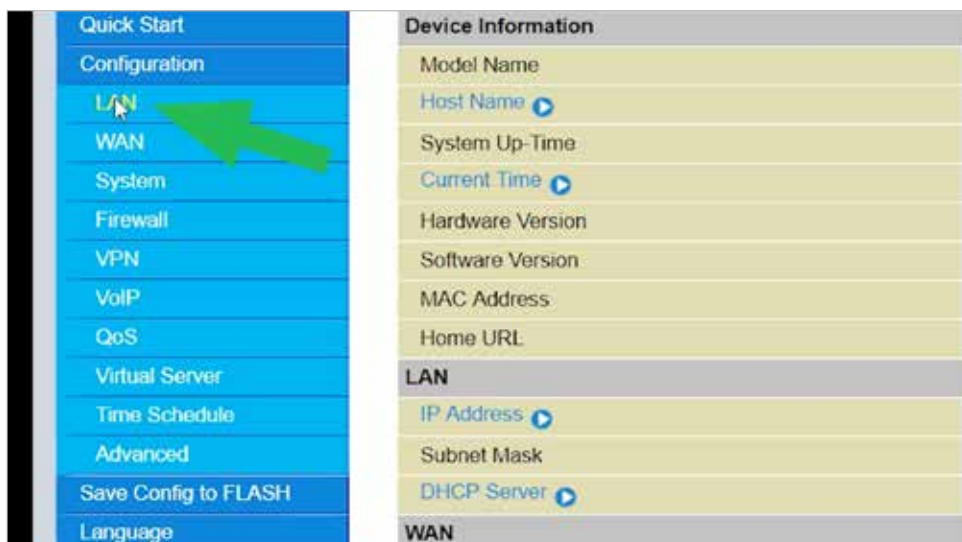 Quick Start
Configuration
LAN
WAN
System
Firewall
VPN
VoIP
QoS
Virtual Server
Time Schedule
Advanced
Save Config to FLASH
Language
Device Information
Model Name
Host Name
System Up-Time
Current Time
Hardware Version
Software Version
MAC Address
Home URL
LAN
IP Address
Subnet Mask
DHCP Server
WAN